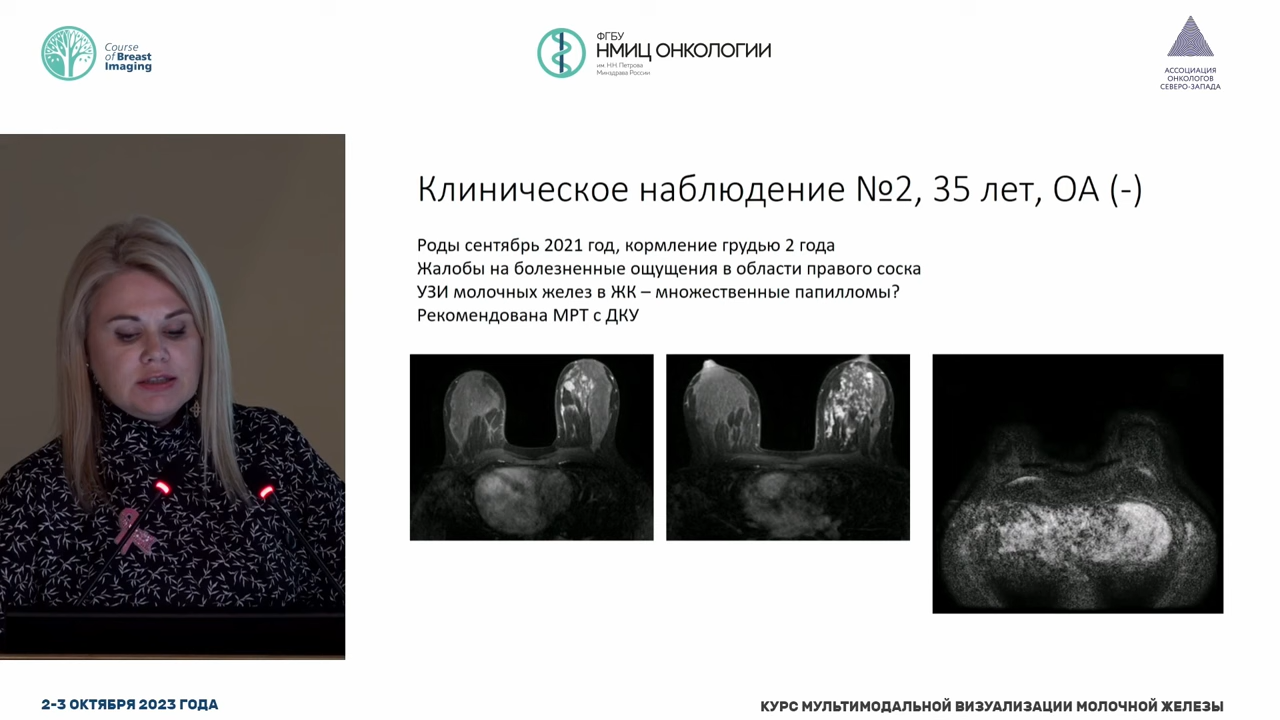 Course
of Breast
Imaging
ФГБУ
НМИЦ ОНКОЛОГИИ
им. Н.Н. Петрова
Минздрава России
АССОЦИАЦИЯ
ОНКОЛОГОВ
СЕВЕРО-ЗАПАДА
Клиническое наблюдение №2, 35 лет, ОА (-)
Роды сентябрь 2021 год, кормление грудью 2 года
Жалобы на болезненные ощущения в области правого соска
УЗИ молочных желез в ЖК – множественные папилломы?
Рекомендована МРТ с ДКУ
2-3 ОКТЯБРЯ 2023 ГОДА
КУРС МУЛЬТИМОДАЛЬНОЙ ВИЗУАЛИЗАЦИИ МОЛОЧНОЙ ЖЕЛЕЗЫ